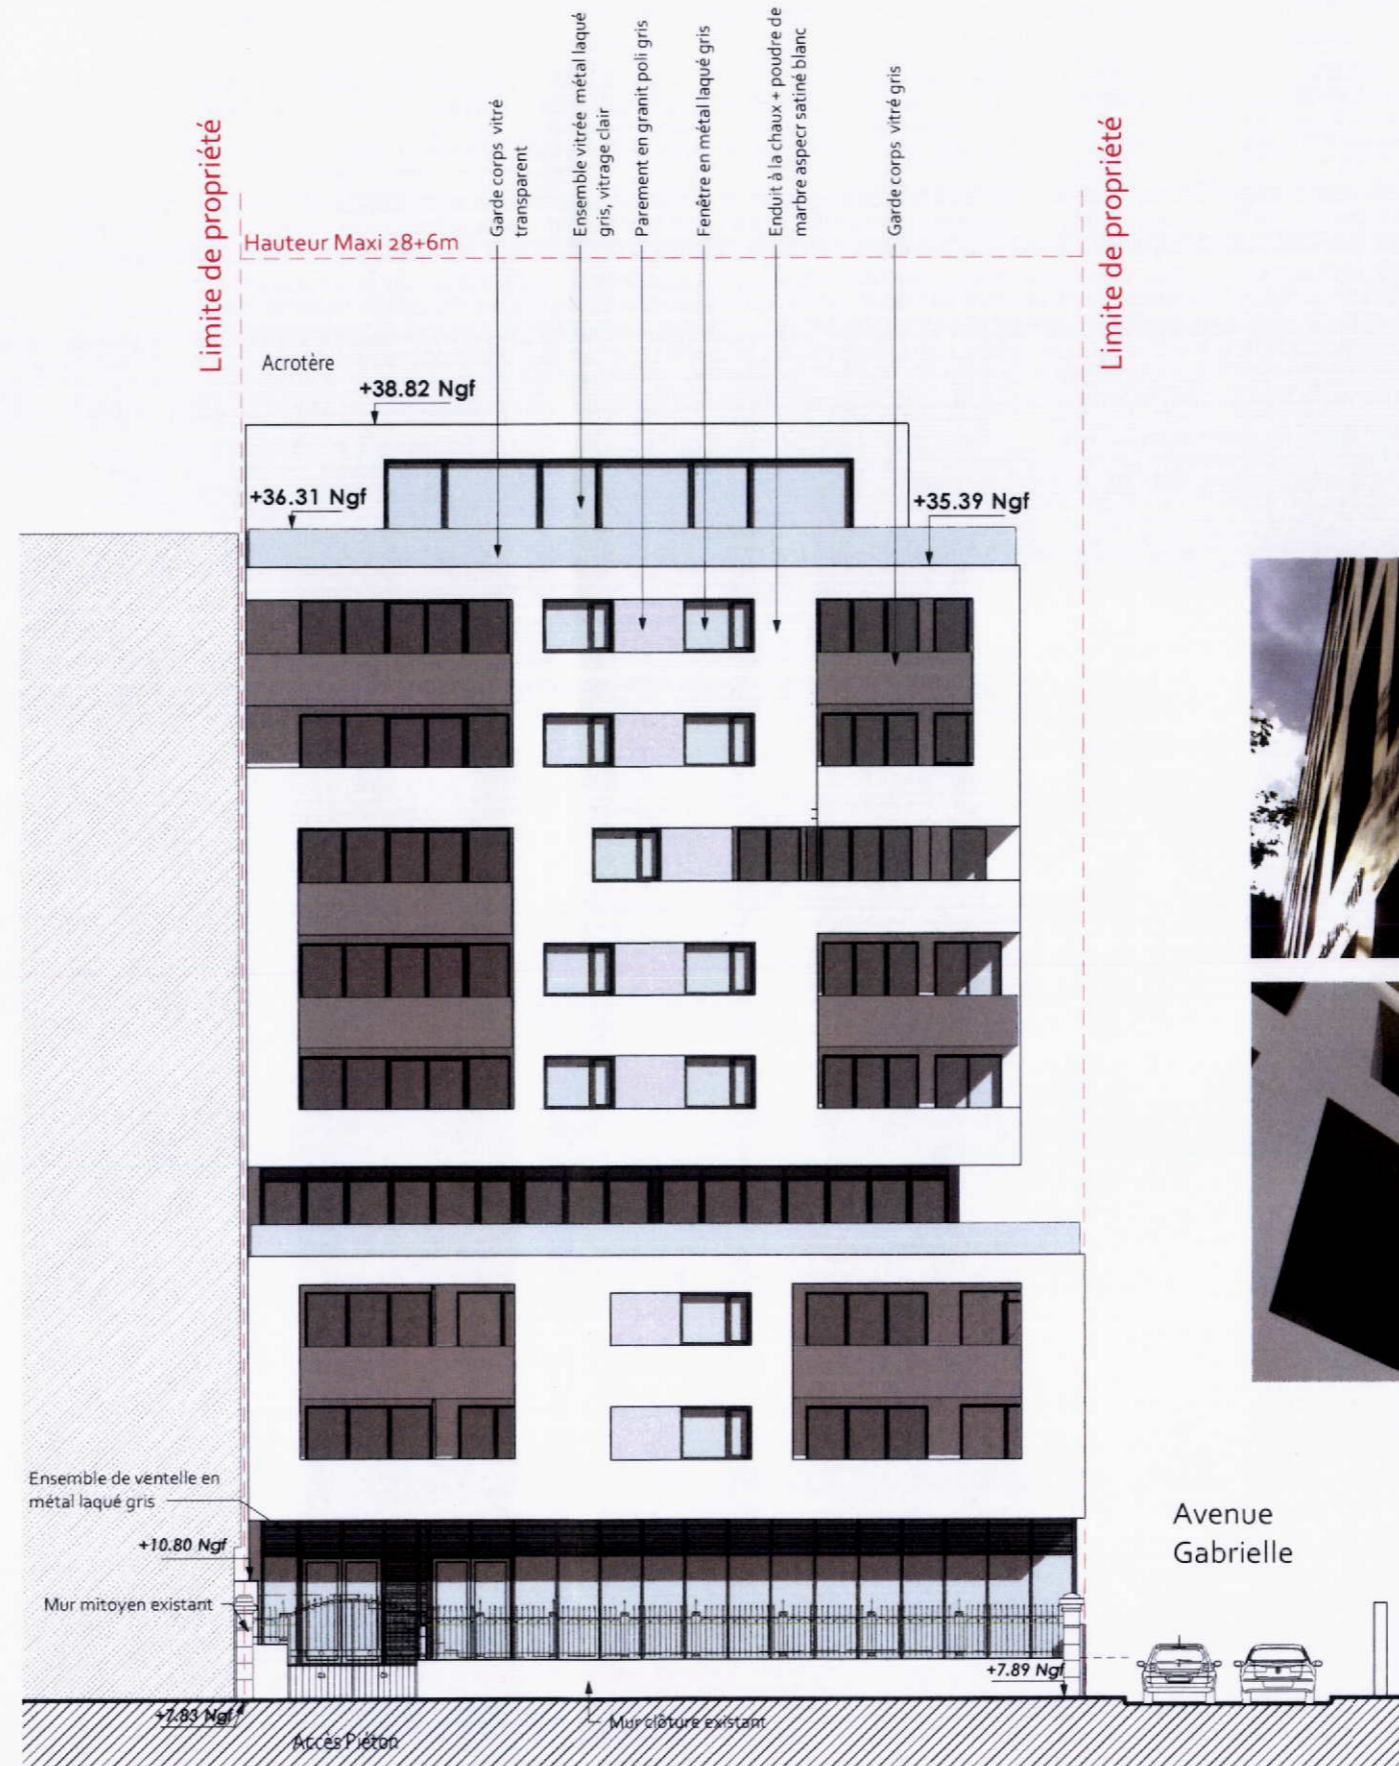 Limite de propriété
Hauteur Maxi 28+6m
Garde corps vitré
transparent
Ensemble vitrée métal laqué
gris, vitrage clair
Parement en granit poli gris
Fenêtre en métal laqué gris
Enduit à la chaux + poudre de
marbre aspecr satiné blanc
Garde corps vitré gris
Limite de propriété
Acrotère
+38.82 Ngf
+36.31 Ngf
+35.39 Ngf
Ensemble de ventelle en
métal laqué gris
+10.80 Ngf
Mur mitoyen existant
Avenue
Gabrielle
+7.89 Ngf
+7.83 Ngf
Mur clôture existant
Accès Piéton